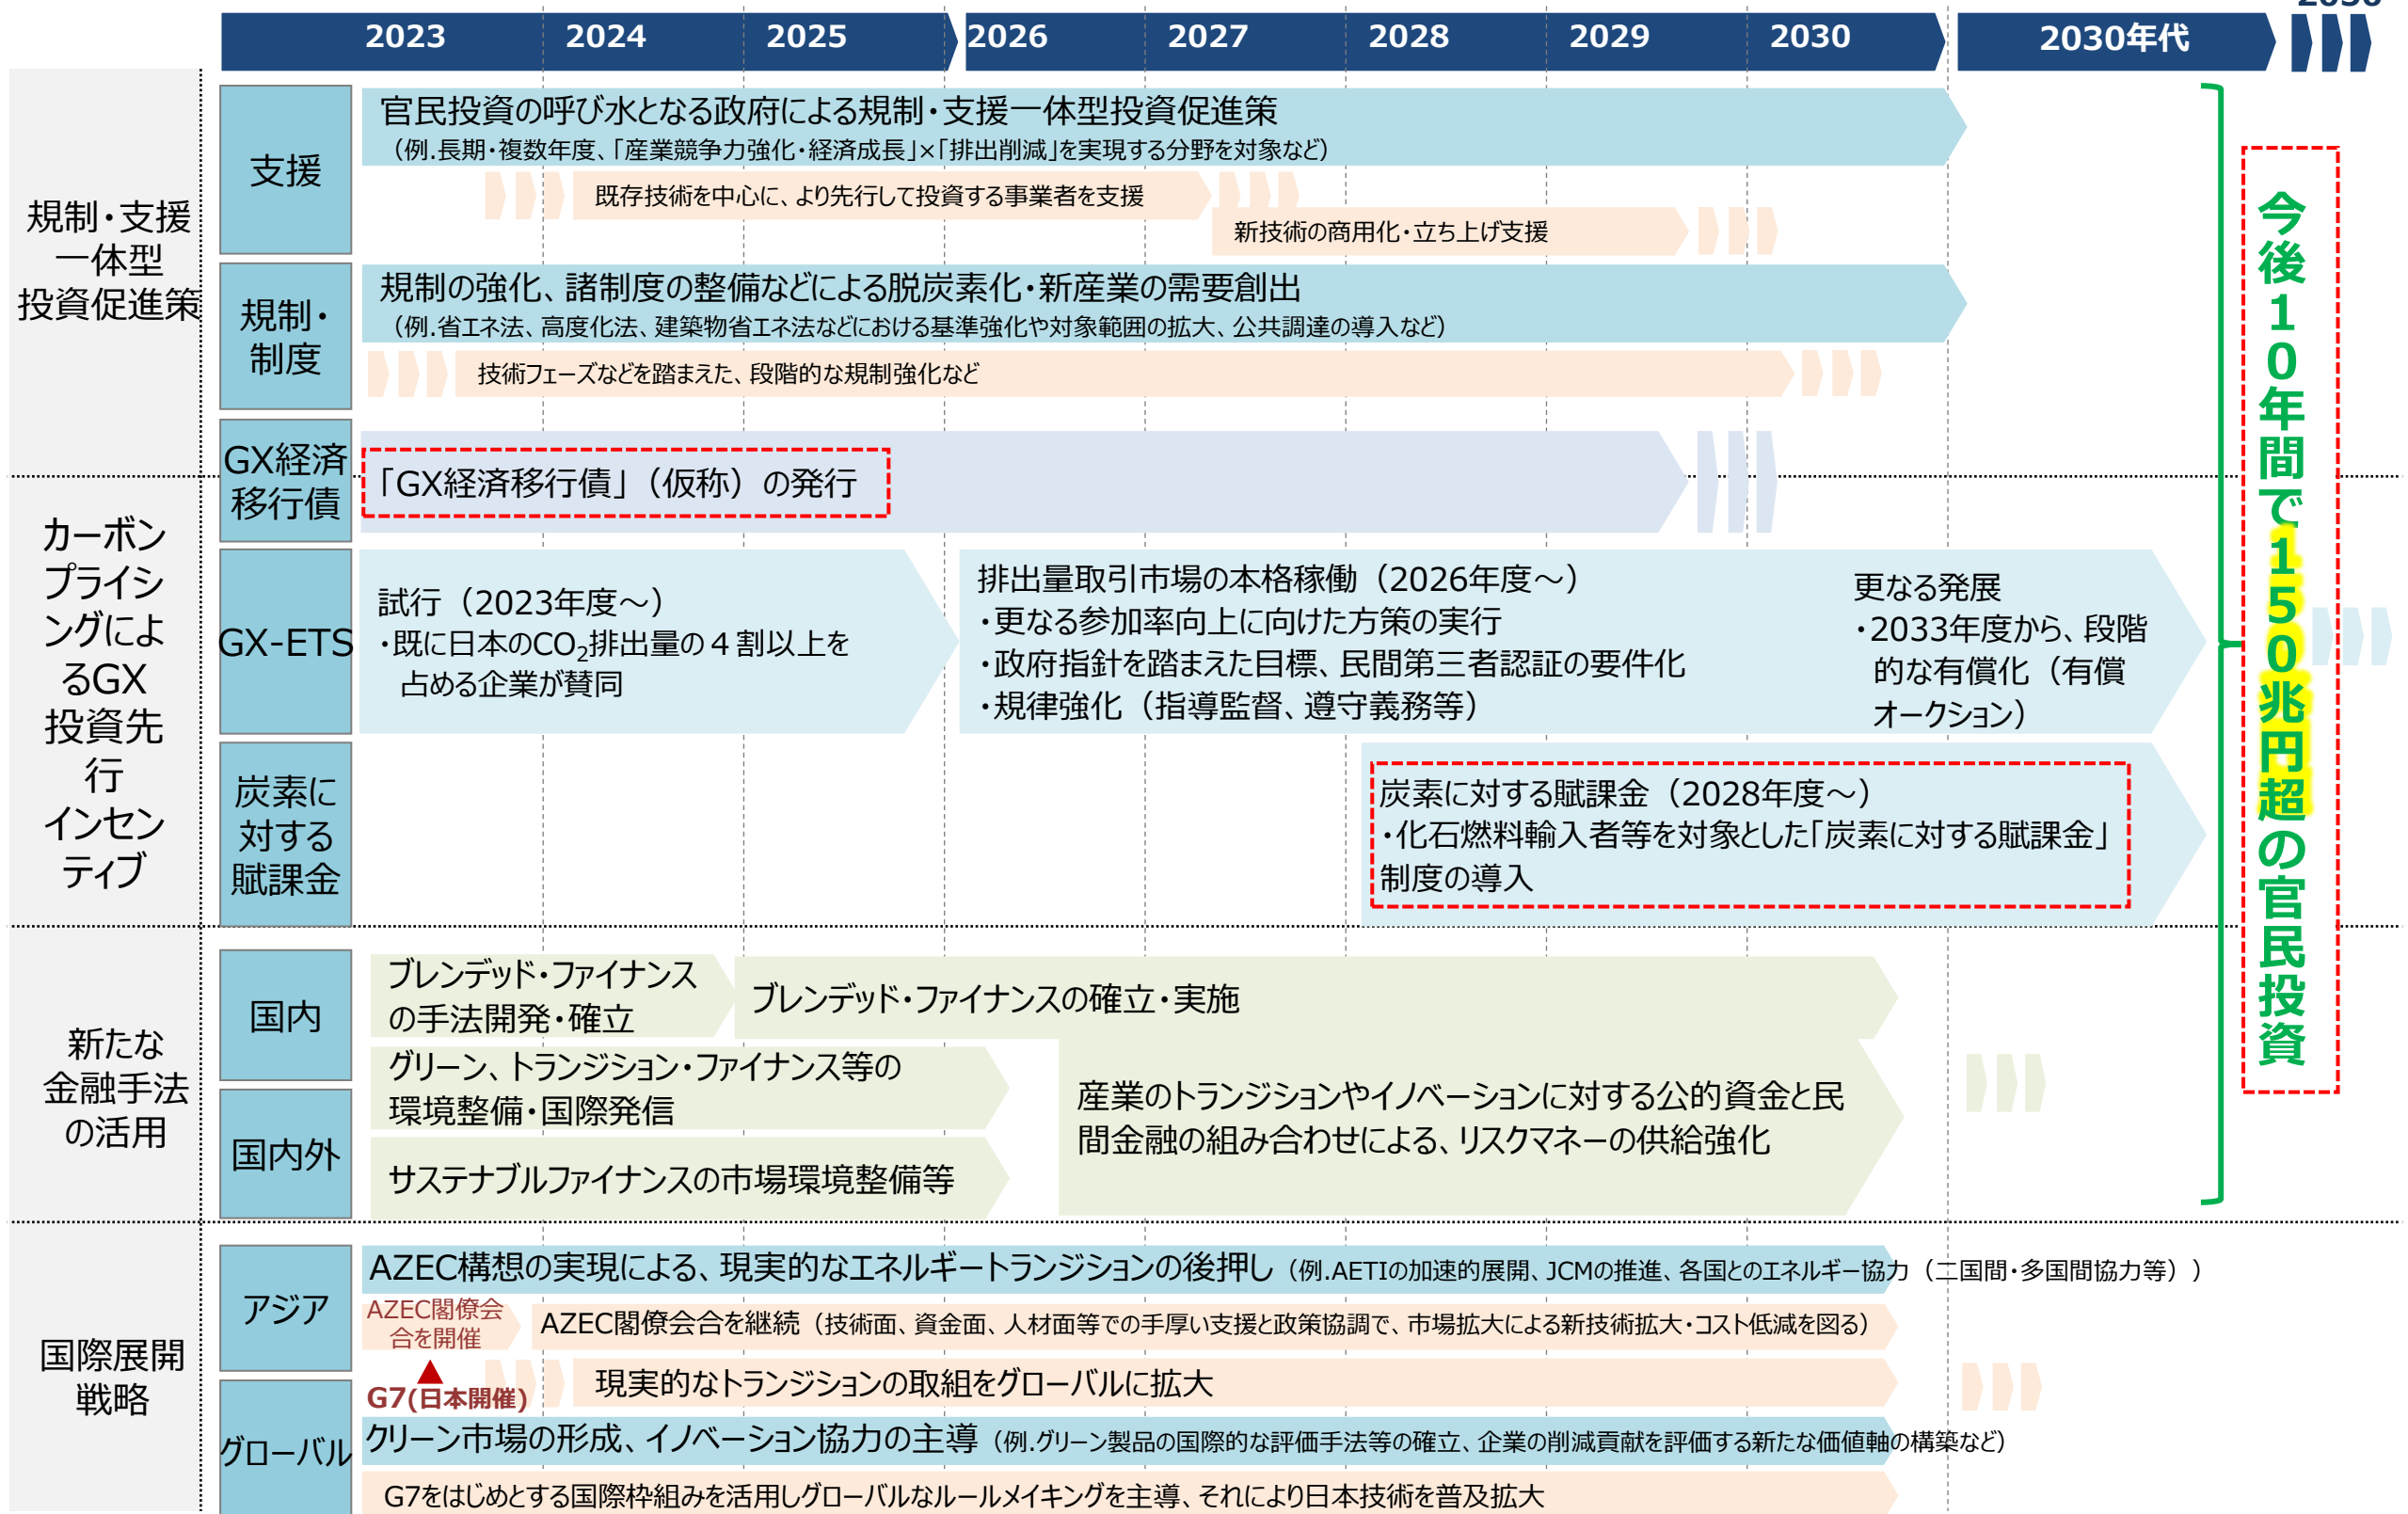 2023
2024
2025
2026
2027
2028
2029
2030
2030年代
規制・支援
一体型
投資促進策
支援
官民投資の呼び水となる政府による規制・支援一体型投資促進策
（例.長期・複数年度、「産業競争力強化・経済成長」×「排出削減」を実現する分野を対象など）
既存技術を中心に、より先行して投資する事業者を支援
新技術の商用化・立ち上げ支援
規制・
制度
規制の強化、諸制度の整備などによる脱炭素化・新産業の需要創出
（例.省エネ法、高度化法、建築物省エネ法などにおける基準強化や対象範囲の拡大、公共調達の導入など）
技術フェーズなどを踏まえた、段階的な規制強化など
GX経済
移行債
「GX経済移行債」（仮称）の発行
カーボン
プライシ
ングによ
るGX
投資先
行
インセン
ティブ
GX-ETS
試行（2023年度～）
・既に日本のCO2排出量の４割以上を
占める企業が賛同
排出量取引市場の本格稼働（2026年度～）
・更なる参加率向上に向けた方策の実行
・政府指針を踏まえた目標、民間第三者認証の要件化
・規律強化（指導監督、遵守義務等）
更なる発展
・2033年度から、段階
的な有償化（有償
オークション）
炭素に
対する
賦課金
炭素に対する賦課金（2028年度～）
・化石燃料輸入者等を対象とした「炭素に対する賦課金」
制度の導入
今後１０年間で１５０兆円超の官民投資
新たな
金融手法
の活用
国内
ブレンデッド・ファイナンス
の手法開発・確立
ブレンデッド・ファイナンスの確立・実施
グリーン、トランジション・ファイナンス等の
環境整備・国際発信
国内外
サステナブルファイナンスの市場環境整備等
産業のトランジションやイノベーションに対する公的資金と民
間金融の組み合わせによる、リスクマネーの供給強化
国際展開
戦略
アジア
AZEC構想の実現による、現実的なエネルギートランジションの後押し（例.AETIの加速的展開、JCMの推進、各国とのエネルギー協力（二国間・多国間協力等））
AZEC閣僚会
合を開催
AZEC閣僚会合を継続（技術面、資金面、人材面等での手厚い支援と政策協調で、市場拡大による新技術拡大・コスト低減を図る）
G7(日本開催)
現実的なトランジションの取組をグローバルに拡大
グローバル
クリーン市場の形成、イノベーション協力の主導（例.グリーン製品の国際的な評価手法等の確立、企業の削減貢献を評価する新たな価値軸の構築など）
G7をはじめとする国際枠組みを活用しグローバルなルールメイキングを主導、それにより日本技術を普及拡大